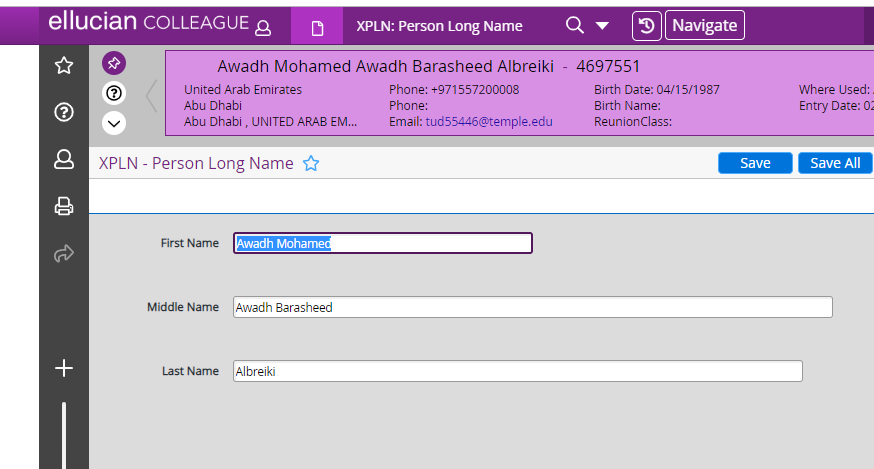 ellucian COLLEAGUE
XPLN: Person Long Name
Navigate
Awadh Mohamed Awadh Barasheed Albreiki - 4697551
United Arab Emirates Phone: +971557200008 Birth Date: 04/15/1987 Where Used:
Abu Dhabi Phone: Birth Name: Entry Date: 02
Abu Dhabi , UNITED ARAB EM... Email: tud55446@temple.edu ReunionClass:
XPLN - Person Long Name Save Save All
First Name Awadh Mohamed
Middle Name Awadh Barasheed
Last Name Albreiki